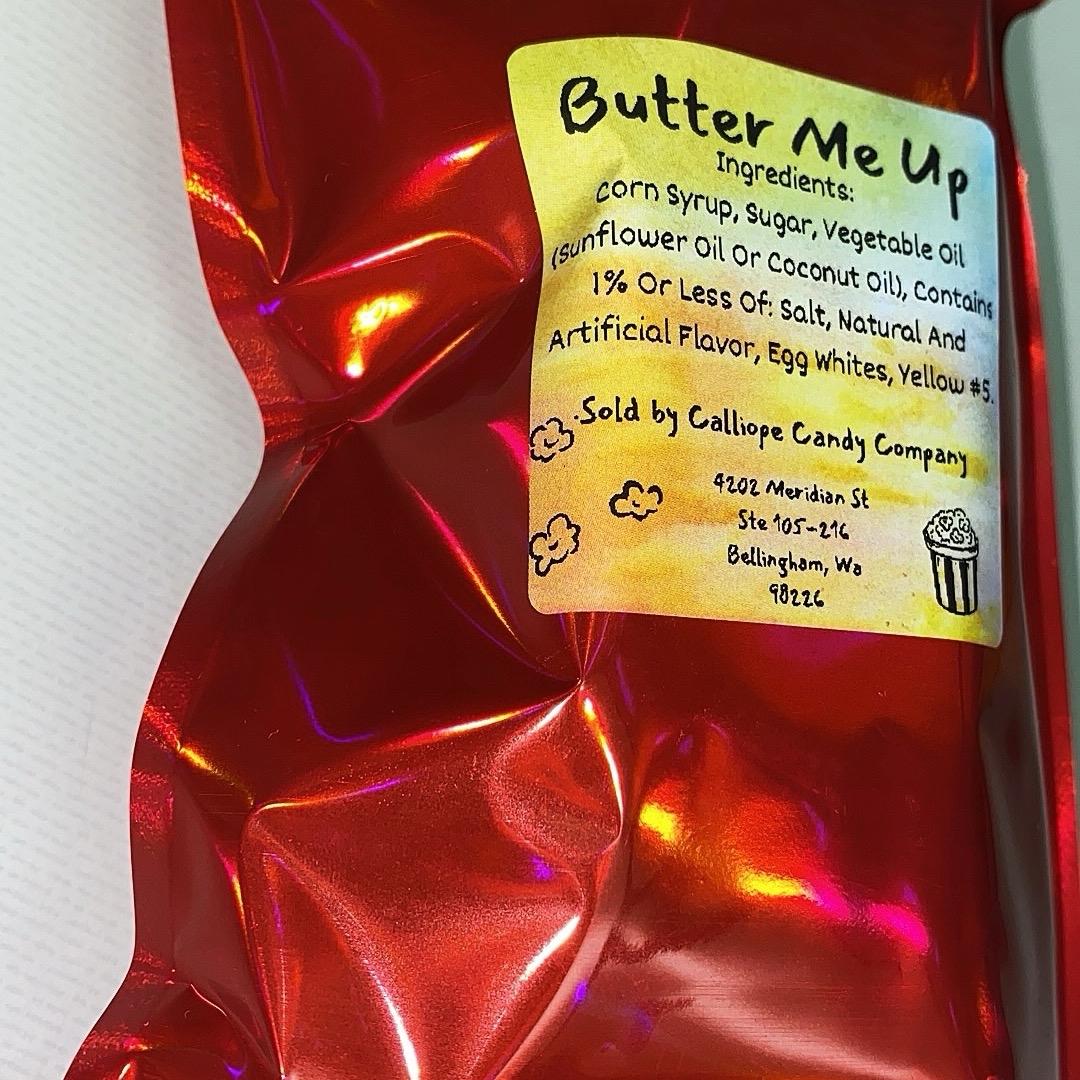 Butter Me Up
Ingredients:
Corn Syrup, Sugar, Vegetable Oil
(Sunflower Oil Or Coconut Oil), Contains
1% Or Less Of: Salt, Natural And
Artificial Flavor, Egg Whites, Yellow #5.
Sold by Calliope Candy Company
4202 Meridian St
Ste 105-216
Bellingham, Wa
98226